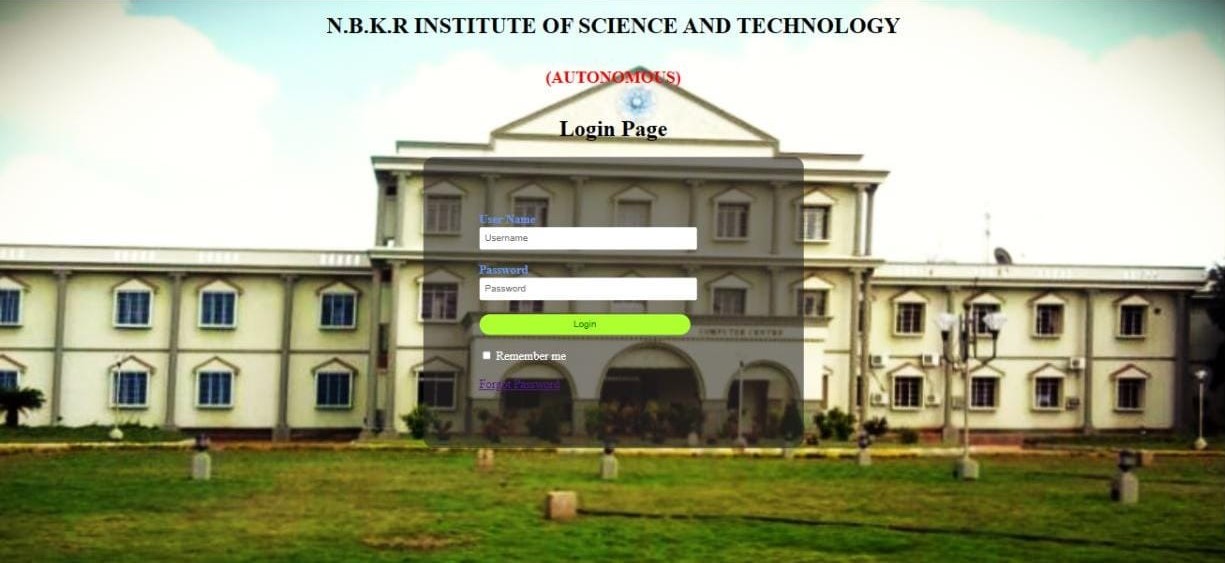 N.B.K.R INSTITUTE OF SCIENCE AND TECHNOLOGY
(AUTONOMOUS)
Login Page
User Name
Username
Password
Password
Login
COMPUTER CENTRE
Remember me
Forgot Password